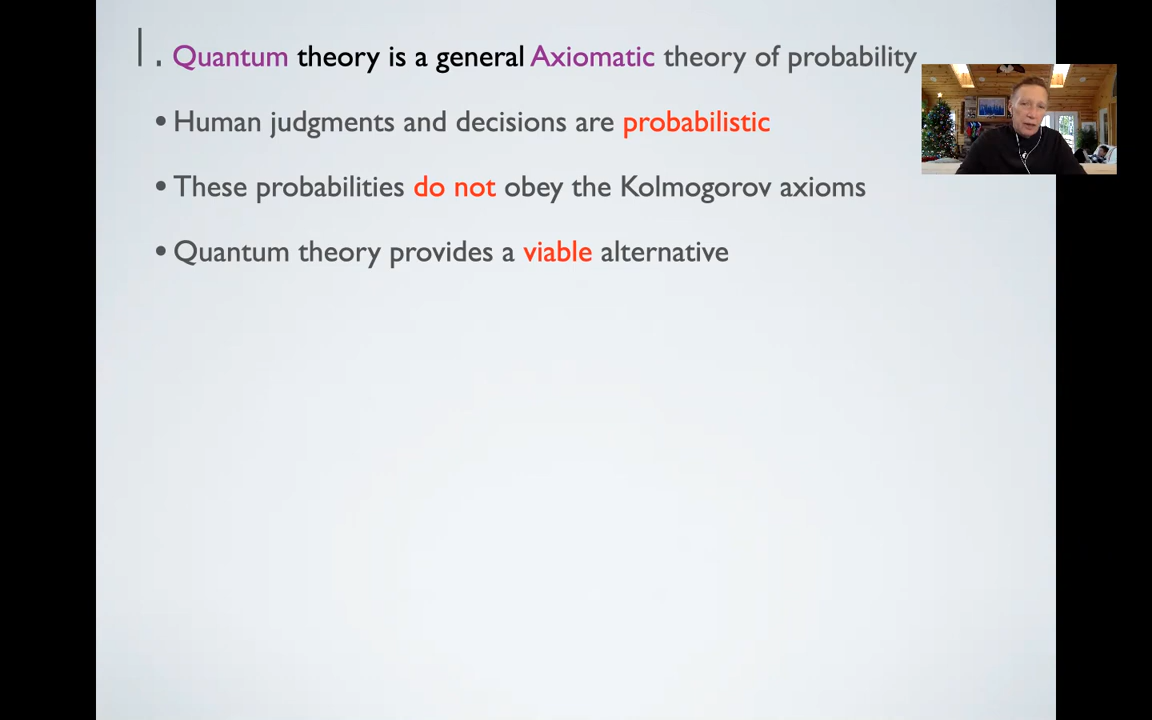 1. Quantum theory is a general Axiomatic theory of probability
• Human judgments and decisions are probabilistic
• These probabilities do not obey the Kolmogorov axioms
• Quantum theory provides a viable alternative